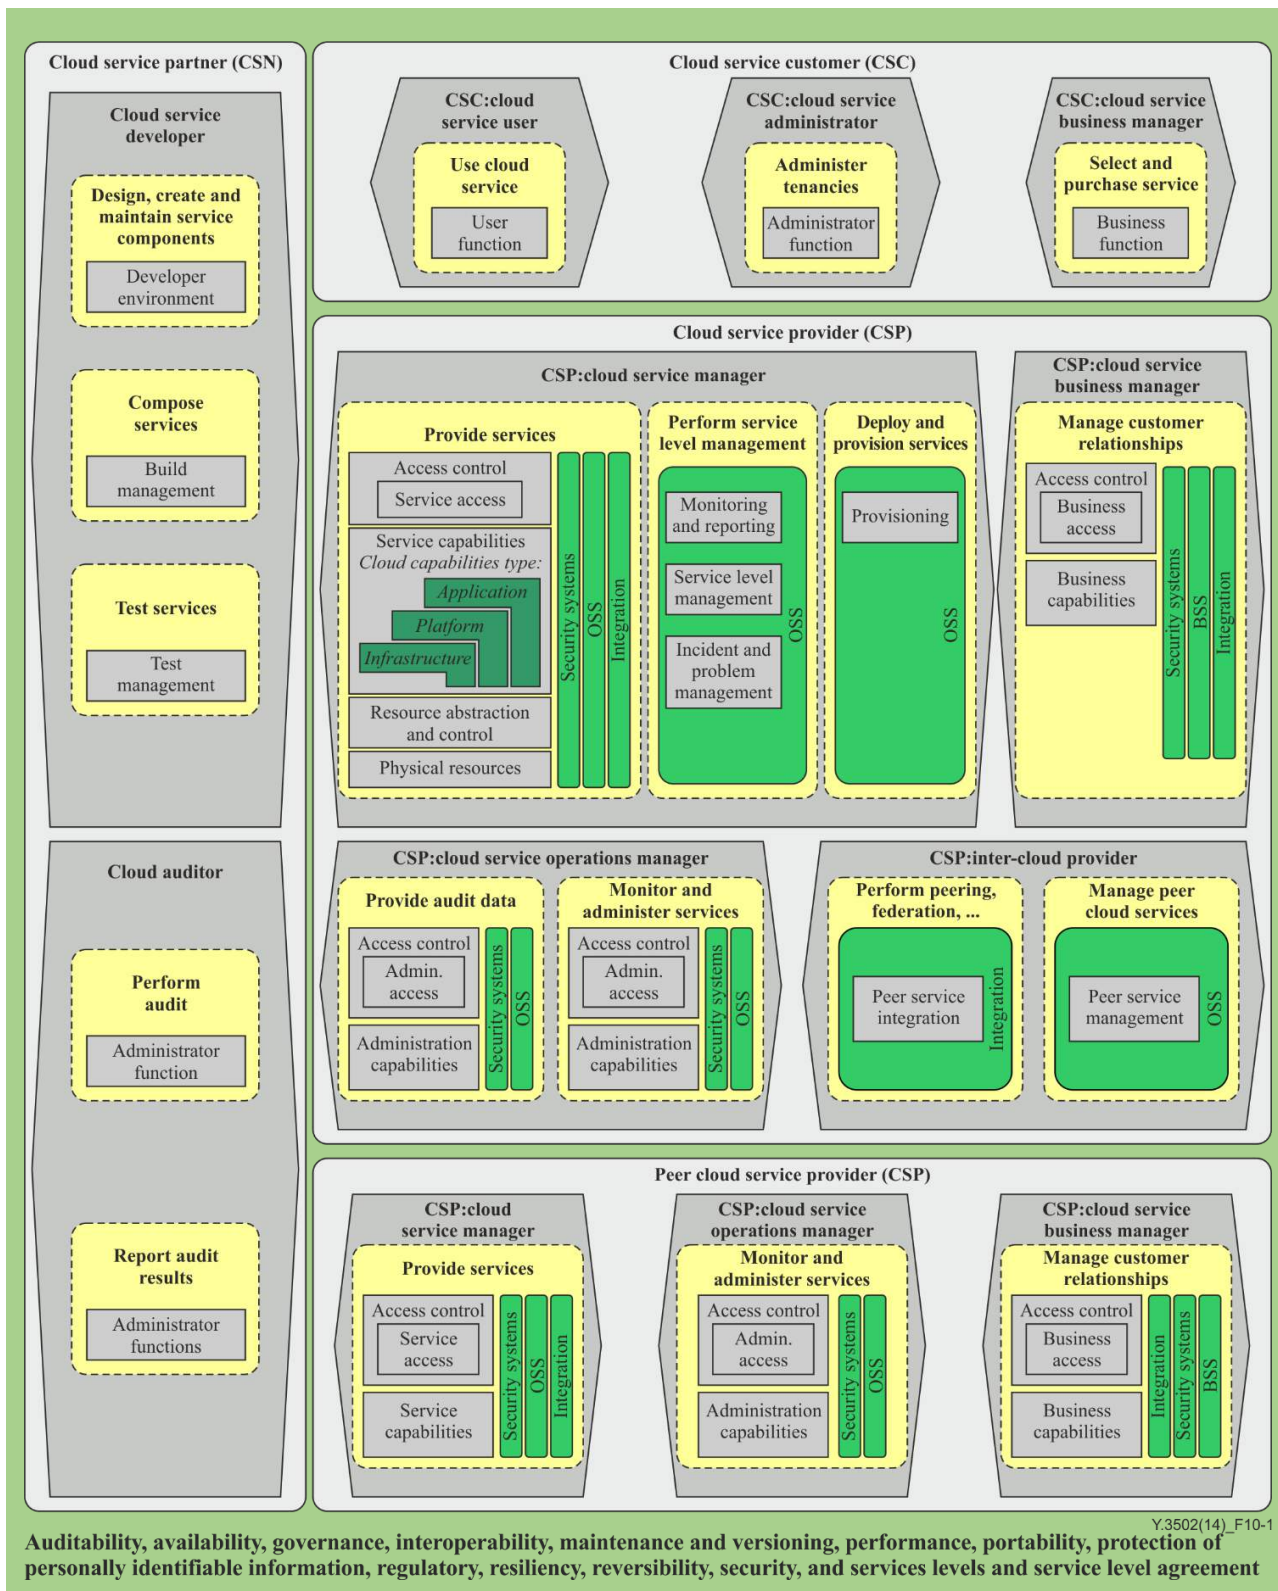 Cloud service partner (CSN)
Cloud service
developer
Design, create and
maintain service
components
Developer
environment
Compose
services
Build
management
Test services
Test
management
Cloud auditor
Perform
audit
Administrator
function
Report audit
results
Administrator
functions
Cloud service customer (CSC)
CSC:cloud
service user
Use cloud
service
User
function
CSC:cloud service
administrator
Administer
tenancies
Administrator
function
CSC:cloud service
business manager
Select and
purchase service
Business
function
Cloud service provider (CSP)
CSP:cloud service manager
Provide services
Access control
Service access
Service capabilities
Cloud capabilities type:
Application
Platform
Infrastructure
Resource abstraction
and control
Physical resources
Security systems
OSS
Integration
Perform service
level management
Monitoring
and reporting
Service level
management
Incident and
problem
management
OSS
Deploy and
provision services
Provisioning
OSS
CSP:cloud service
business manager
Manage customer
relationships
Access control
Business
access
Business
capabilities
Security systems
BSS
Integration
CSP:cloud service operations manager
Provide audit data
Access control
Admin.
access
Administration
capabilities
Security systems
OSS
Monitor and
administer services
Access control
Admin.
access
Administration
capabilities
Security systems
OSS
CSP:inter-cloud provider
Perform peering,
federation, ...
Peer service
integration
Integration
Manage peer
cloud services
Peer service
management
OSS
Peer cloud service provider (CSP)
CSP:cloud
service manager
Provide services
Access control
Service
access
Service
capabilities
Security systems
OSS
Integration
CSP:cloud service
operations manager
Monitor and
administer services
Access control
Admin.
access
Administration
capabilities
Security systems
OSS
CSP:cloud service
business manager
Manage customer
relationships
Access control
Business
access
Business
capabilities
Integration
Security systems
BSS
Y.3502(14)_F10-1
Auditability, availability, governance, interoperability, maintenance and versioning, performance, portability, protection of
personally identifiable information, regulatory, resiliency, reversibility, security, and services levels and service level agreement